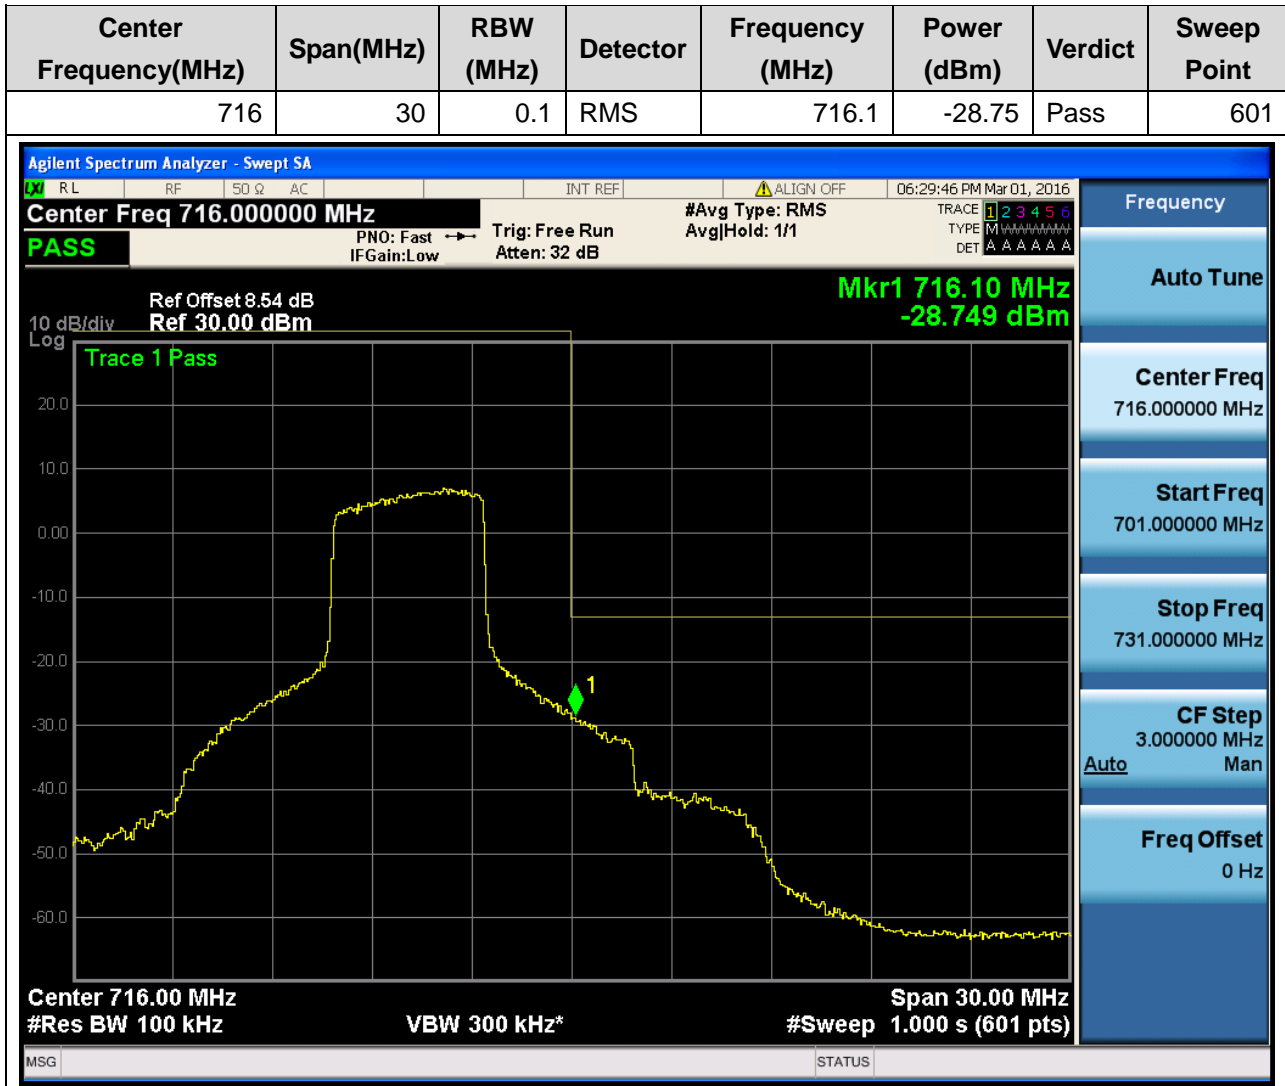 Center Frequency(MHz) Span(MHz) RBW (MHz) Detector Frequency (MHz) Power (dBm) Verdict Sweep Point
716 30 0.1 RMS 716.1 -28.75 Pass 601
Agilent Spectrum Analyzer - Swept SA
LXI RL RF 50 Ω AC INT REF ALIGN OFF 06:29:46 PM Mar 01, 2016
Center Freq 716.000000 MHz
PASS
PNO: Fast
IFGain:Low
Trig: Free Run
Atten: 32 dB
#Avg Type: RMS
Avg|Hold: 1/1
TRACE 1 2 3 4 5 6
TYPE M WWWWW
DET A A A A A A
Mkr1 716.10 MHz
-28.749 dBm
Ref Offset 8.54 dB
10 dB/div Ref 30.00 dBm
Log
Trace 1 Pass
20.0
10.0
0.00
-10.0
-20.0
1
-30.0
-40.0
-50.0
-60.0
Center 716.00 MHz Span 30.00 MHz
#Res BW 100 kHz VBW 300 kHz* #Sweep 1.000 s (601 pts)
MSG STATUS
Frequency
Auto Tune
Center Freq
716.000000 MHz
Start Freq
701.000000 MHz
Stop Freq
731.000000 MHz
CF Step
3.000000 MHz
Auto Man
Freq Offset
0 Hz